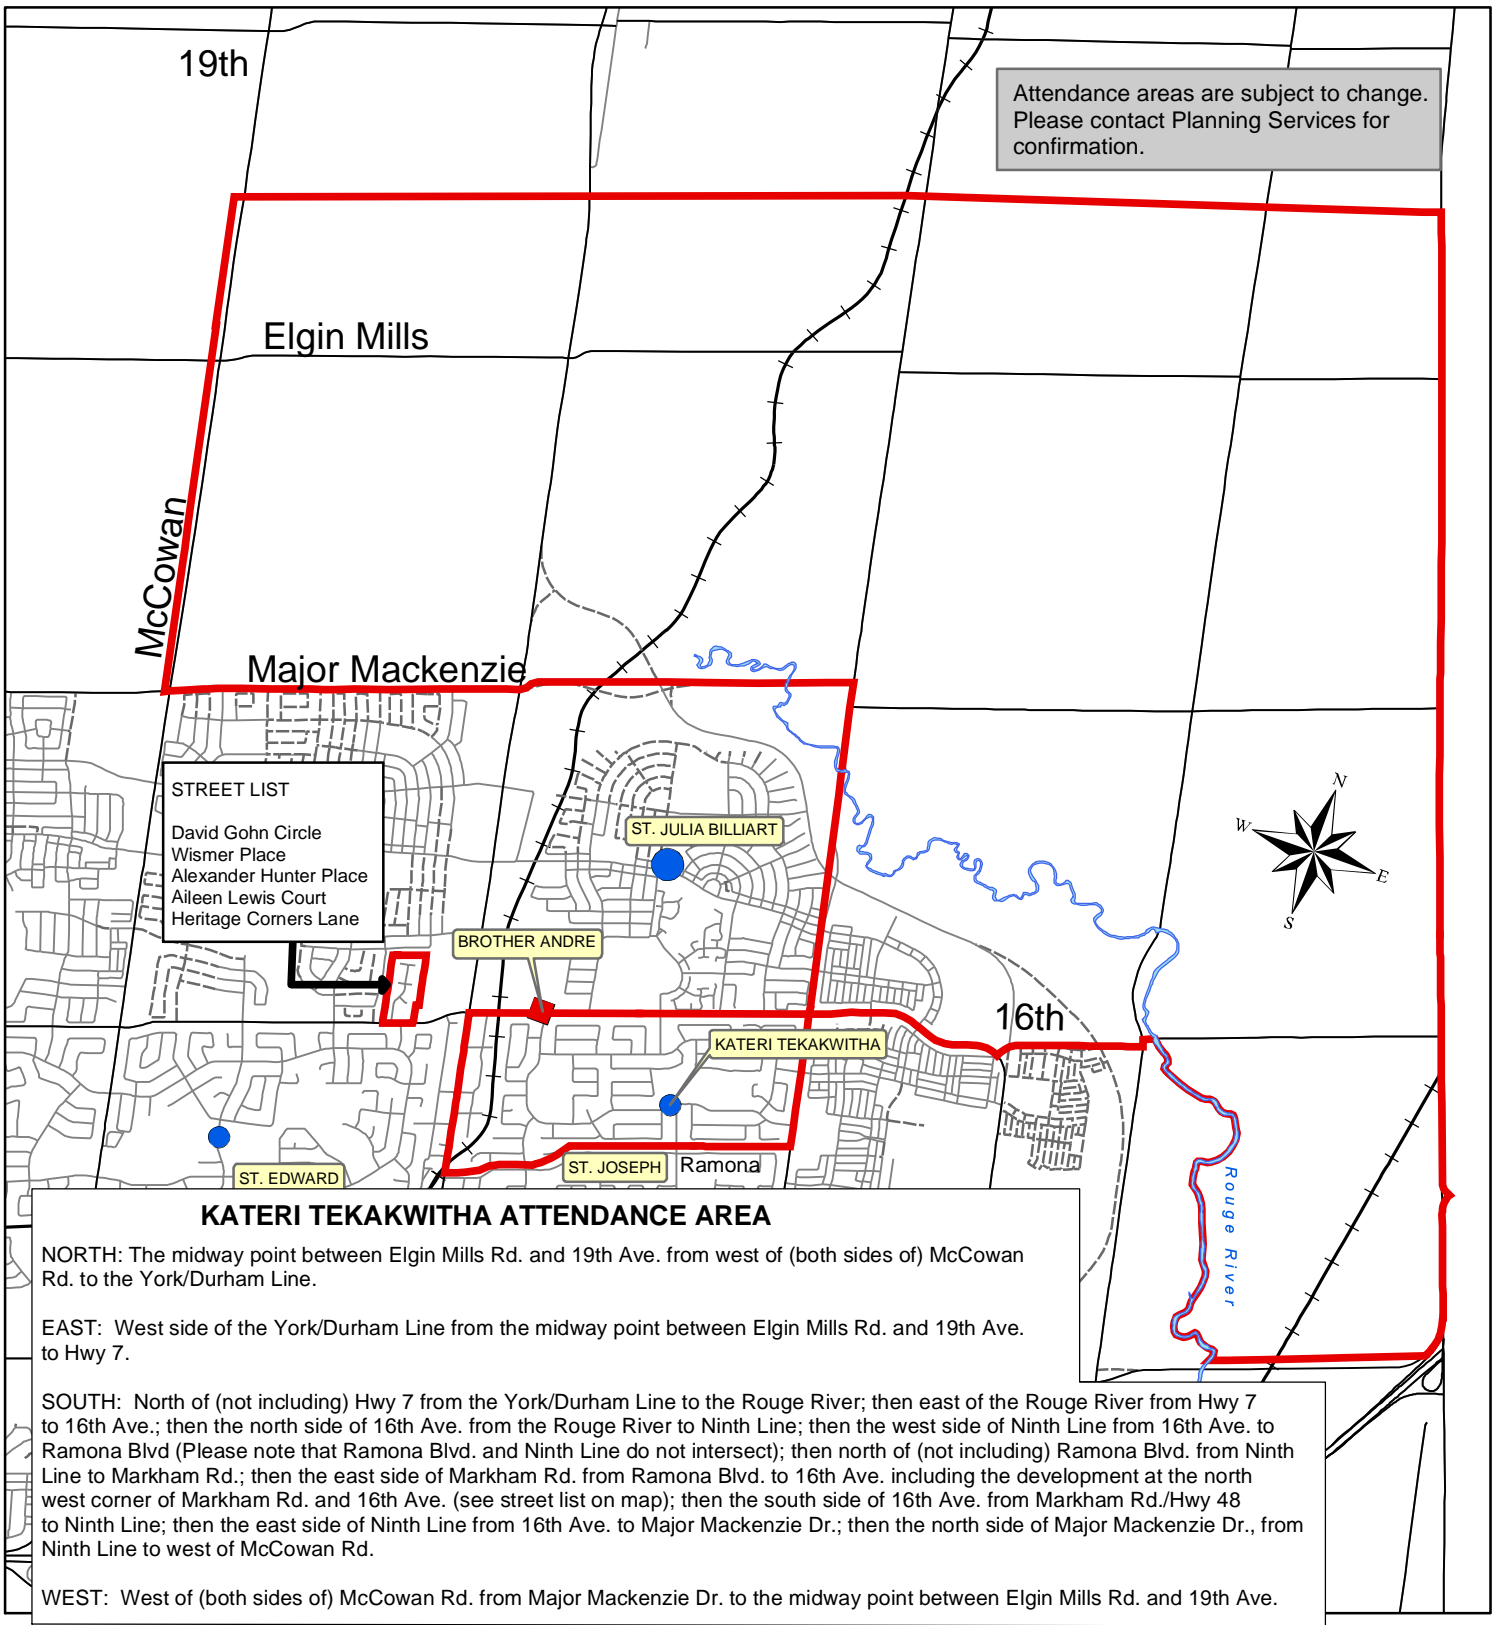 19th
Attendance areas are subject to change.
Please contact Planning Services for
confirmation.
Elgin Mills
McCowan
Major Mackenzie
STREET LIST
David Gohn Circle
Wismer Place
Alexander Hunter Place
Aileen Lewis Court
Heritage Corners Lane
ST. JULIA BILLIART
N
W
E
S
BROTHER ANDRE
16th
KATERI TEKAKWITHA
ST. JOSEPH
Ramona
ST. EDWARD
Rouge River
KATERI TEKAKWITHA ATTENDANCE AREA
NORTH: The midway point between Elgin Mills Rd. and 19th Ave. from west of (both sides of) McCowan
Rd. to the York/Durham Line.
EAST: West side of the York/Durham Line from the midway point between Elgin Mills Rd. and 19th Ave.
to Hwy 7.
SOUTH: North of (not including) Hwy 7 from the York/Durham Line to the Rouge River; then east of the Rouge River from Hwy 7
to 16th Ave.; then the north side of 16th Ave. from the Rouge River to Ninth Line; then the west side of Ninth Line from 16th Ave. to
Ramona Blvd (Please note that Ramona Blvd. and Ninth Line do not intersect); then north of (not including) Ramona Blvd. from Ninth
Line to Markham Rd.; then the east side of Markham Rd. from Ramona Blvd. to 16th Ave. including the development at the north
west corner of Markham Rd. and 16th Ave. (see street list on map); then the south side of 16th Ave. from Markham Rd./Hwy 48
to Ninth Line; then the east side of Ninth Line from 16th Ave. to Major Mackenzie Dr.; then the north side of Major Mackenzie Dr., from
Ninth Line to west of McCowan Rd.
WEST: West of (both sides of) McCowan Rd. from Major Mackenzie Dr. to the midway point between Elgin Mills Rd. and 19th Ave.